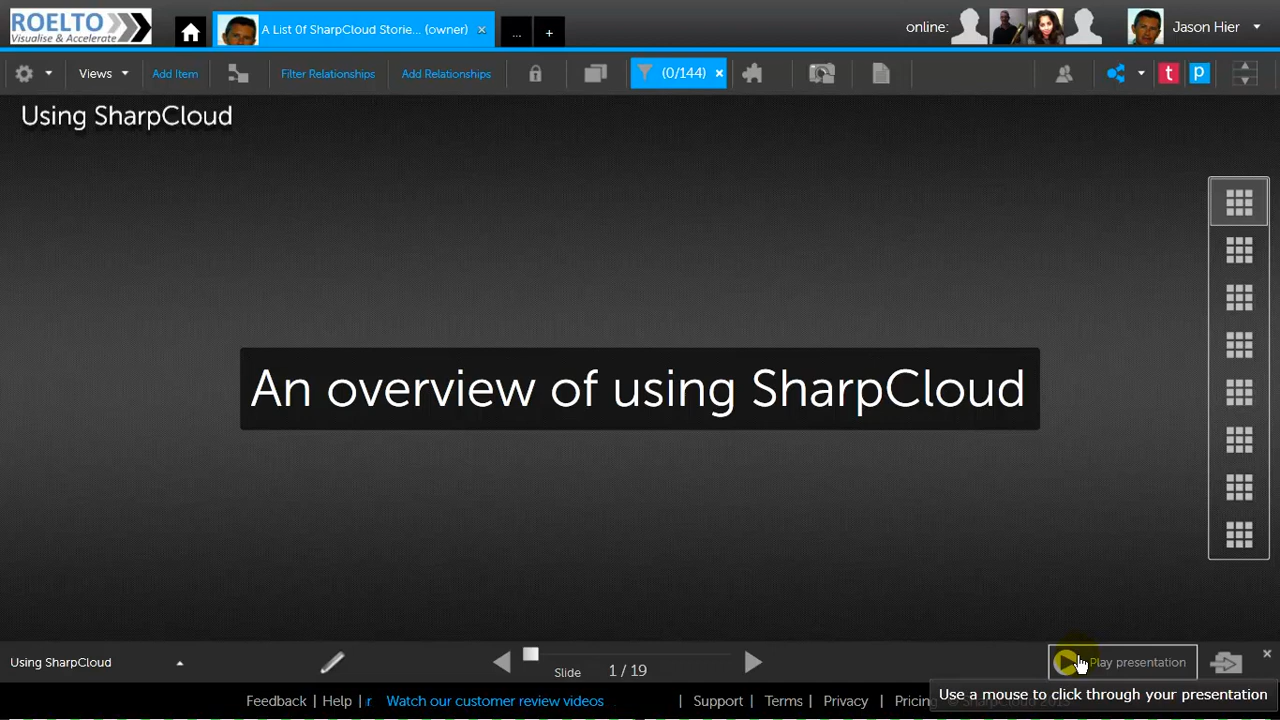 ROELTO
Visualise & Accelerate
A List Of SharpCloud Storie... (owner) ×
...
+
online:
Jason Hier
Views
Add Item
Filter Relationships
Add Relationships
(0/144) ×
t
p
Using SharpCloud
An overview of using SharpCloud
Using SharpCloud
Slide
1 / 19
Play presentation
Use a mouse to click through your presentation
Feedback | Help | r
Watch our customer review videos
| Support | Terms | Privacy | Pricing